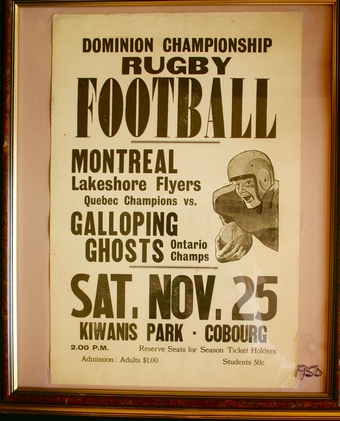 DOMINION CHAMPIONSHIP
RUGBY
FOOTBALL
MONTREAL
Lakeshore Flyers
Quebec Champions vs.
GALLOPING
GHOSTS Ontario Champs
SAT. NOV. 25
KIWANIS PARK · COBOURG
2.00 P.M. Reserve Seats for Season Ticket Holders
Admission: Adults $1.00 Students 50c
1950